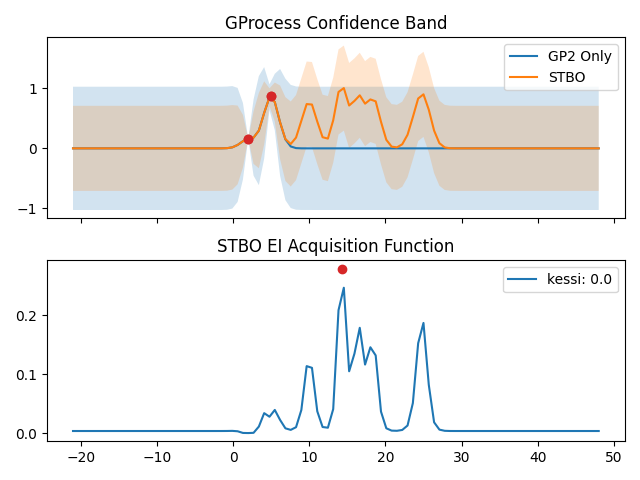 GProcess Confidence Band
GP2 Only
STBO
1
0
−1
STBO EI Acquisition Function
kessi: 0.0
0.2
0.1
0.0
−20 −10 0 10 20 30 40 50